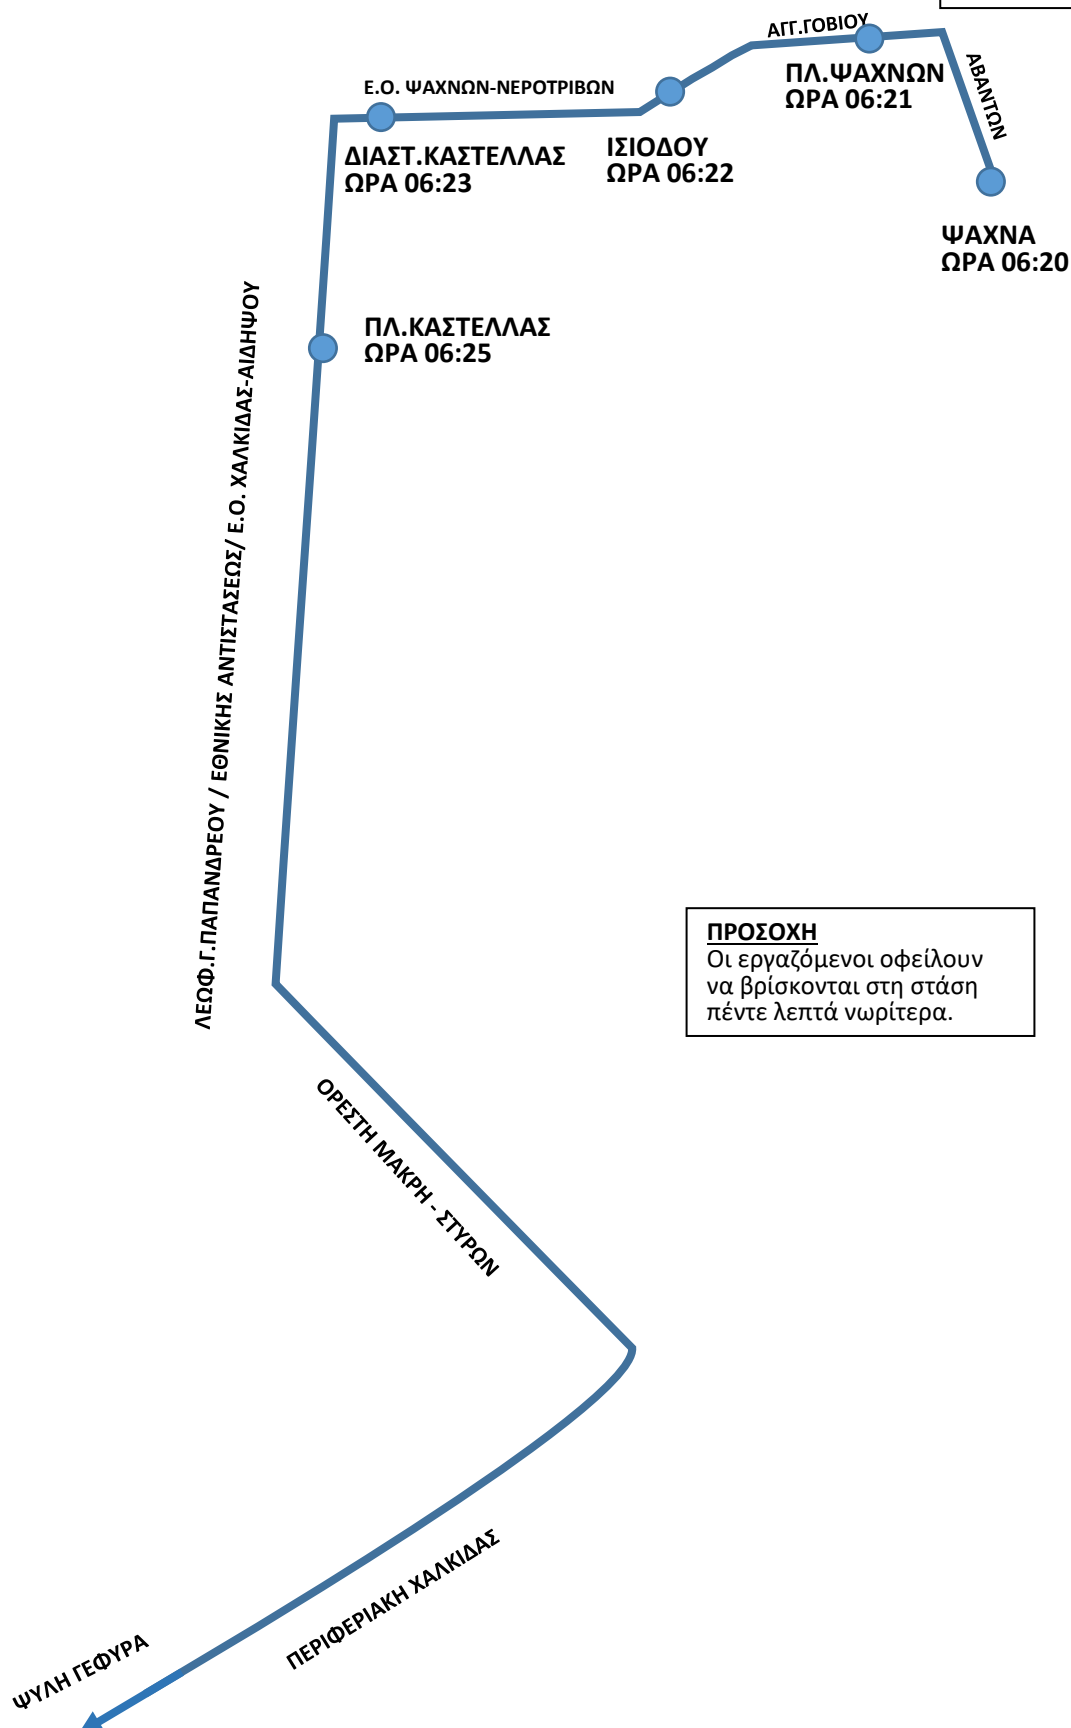 ΑΓΓ.ΓΟΒΙΟΥ
ΑΒΑΝΤΩΝ
ΠΛ.ΨΑΧΝΩΝ
ΩΡΑ 06:21
Ε.Ο. ΨΑΧΝΩΝ-ΝΕΡΟΤΡΙΒΩΝ
ΙΣΙΟΔΟΥ
ΩΡΑ 06:22
ΔΙΑΣΤ.ΚΑΣΤΕΛΛΑΣ
ΩΡΑ 06:23
ΨΑΧΝΑ
ΩΡΑ 06:20
ΠΛ.ΚΑΣΤΕΛΛΑΣ
ΩΡΑ 06:25
ΛΕΩΦ.Γ.ΠΑΠΑΝΔΡΕΟΥ / ΕΘΝΙΚΗΣ ΑΝΤΙΣΤΑΣΕΩΣ/ Ε.Ο. ΧΑΛΚΙΔΑΣ-ΑΙΔΗΨΟΥ
ΠΡΟΣΟΧΗ
Οι εργαζόμενοι οφείλουν
να βρίσκονται στη στάση
πέντε λεπτά νωρίτερα.
ΟΡΕΣΤΗ ΜΑΚΡΗ - ΣΤΥΡΩΝ
ΠΕΡΙΦΕΡΙΑΚΗ ΧΑΛΚΙΔΑΣ
ΨΥΛΗ ΓΕΦΥΡΑ